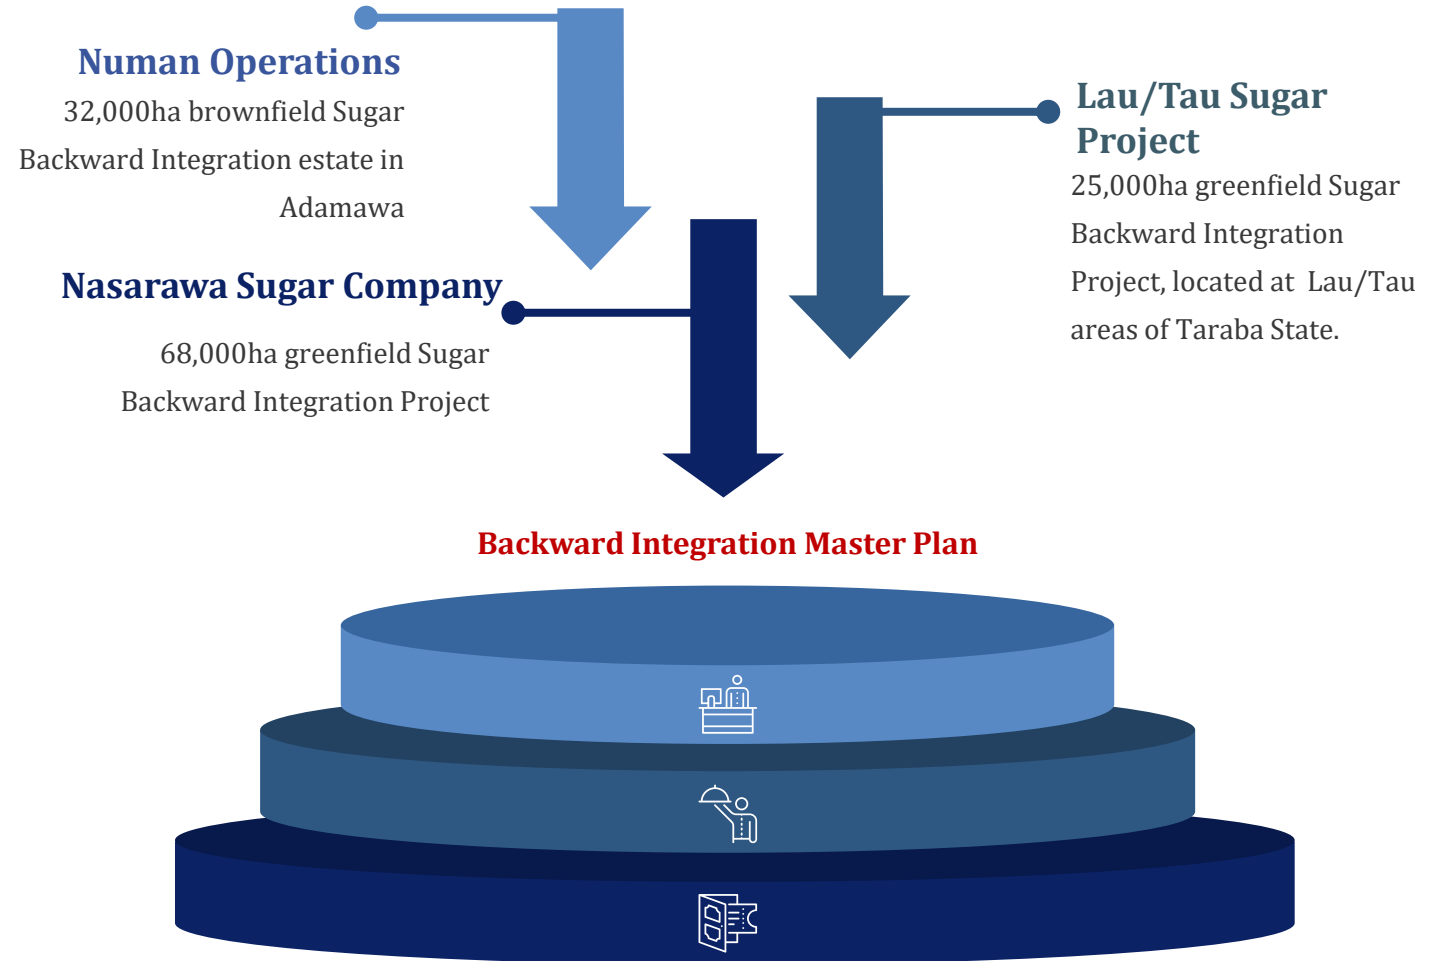 Numan Operations
32,000ha brownfield Sugar
Backward Integration estate in
Adamawa
Lau/Tau Sugar
Project
25,000ha greenfield Sugar
Backward Integration
Project, located at Lau/Tau
areas of Taraba State.
Nasarawa Sugar Company
68,000ha greenfield Sugar
Backward Integration Project
Backward Integration Master Plan